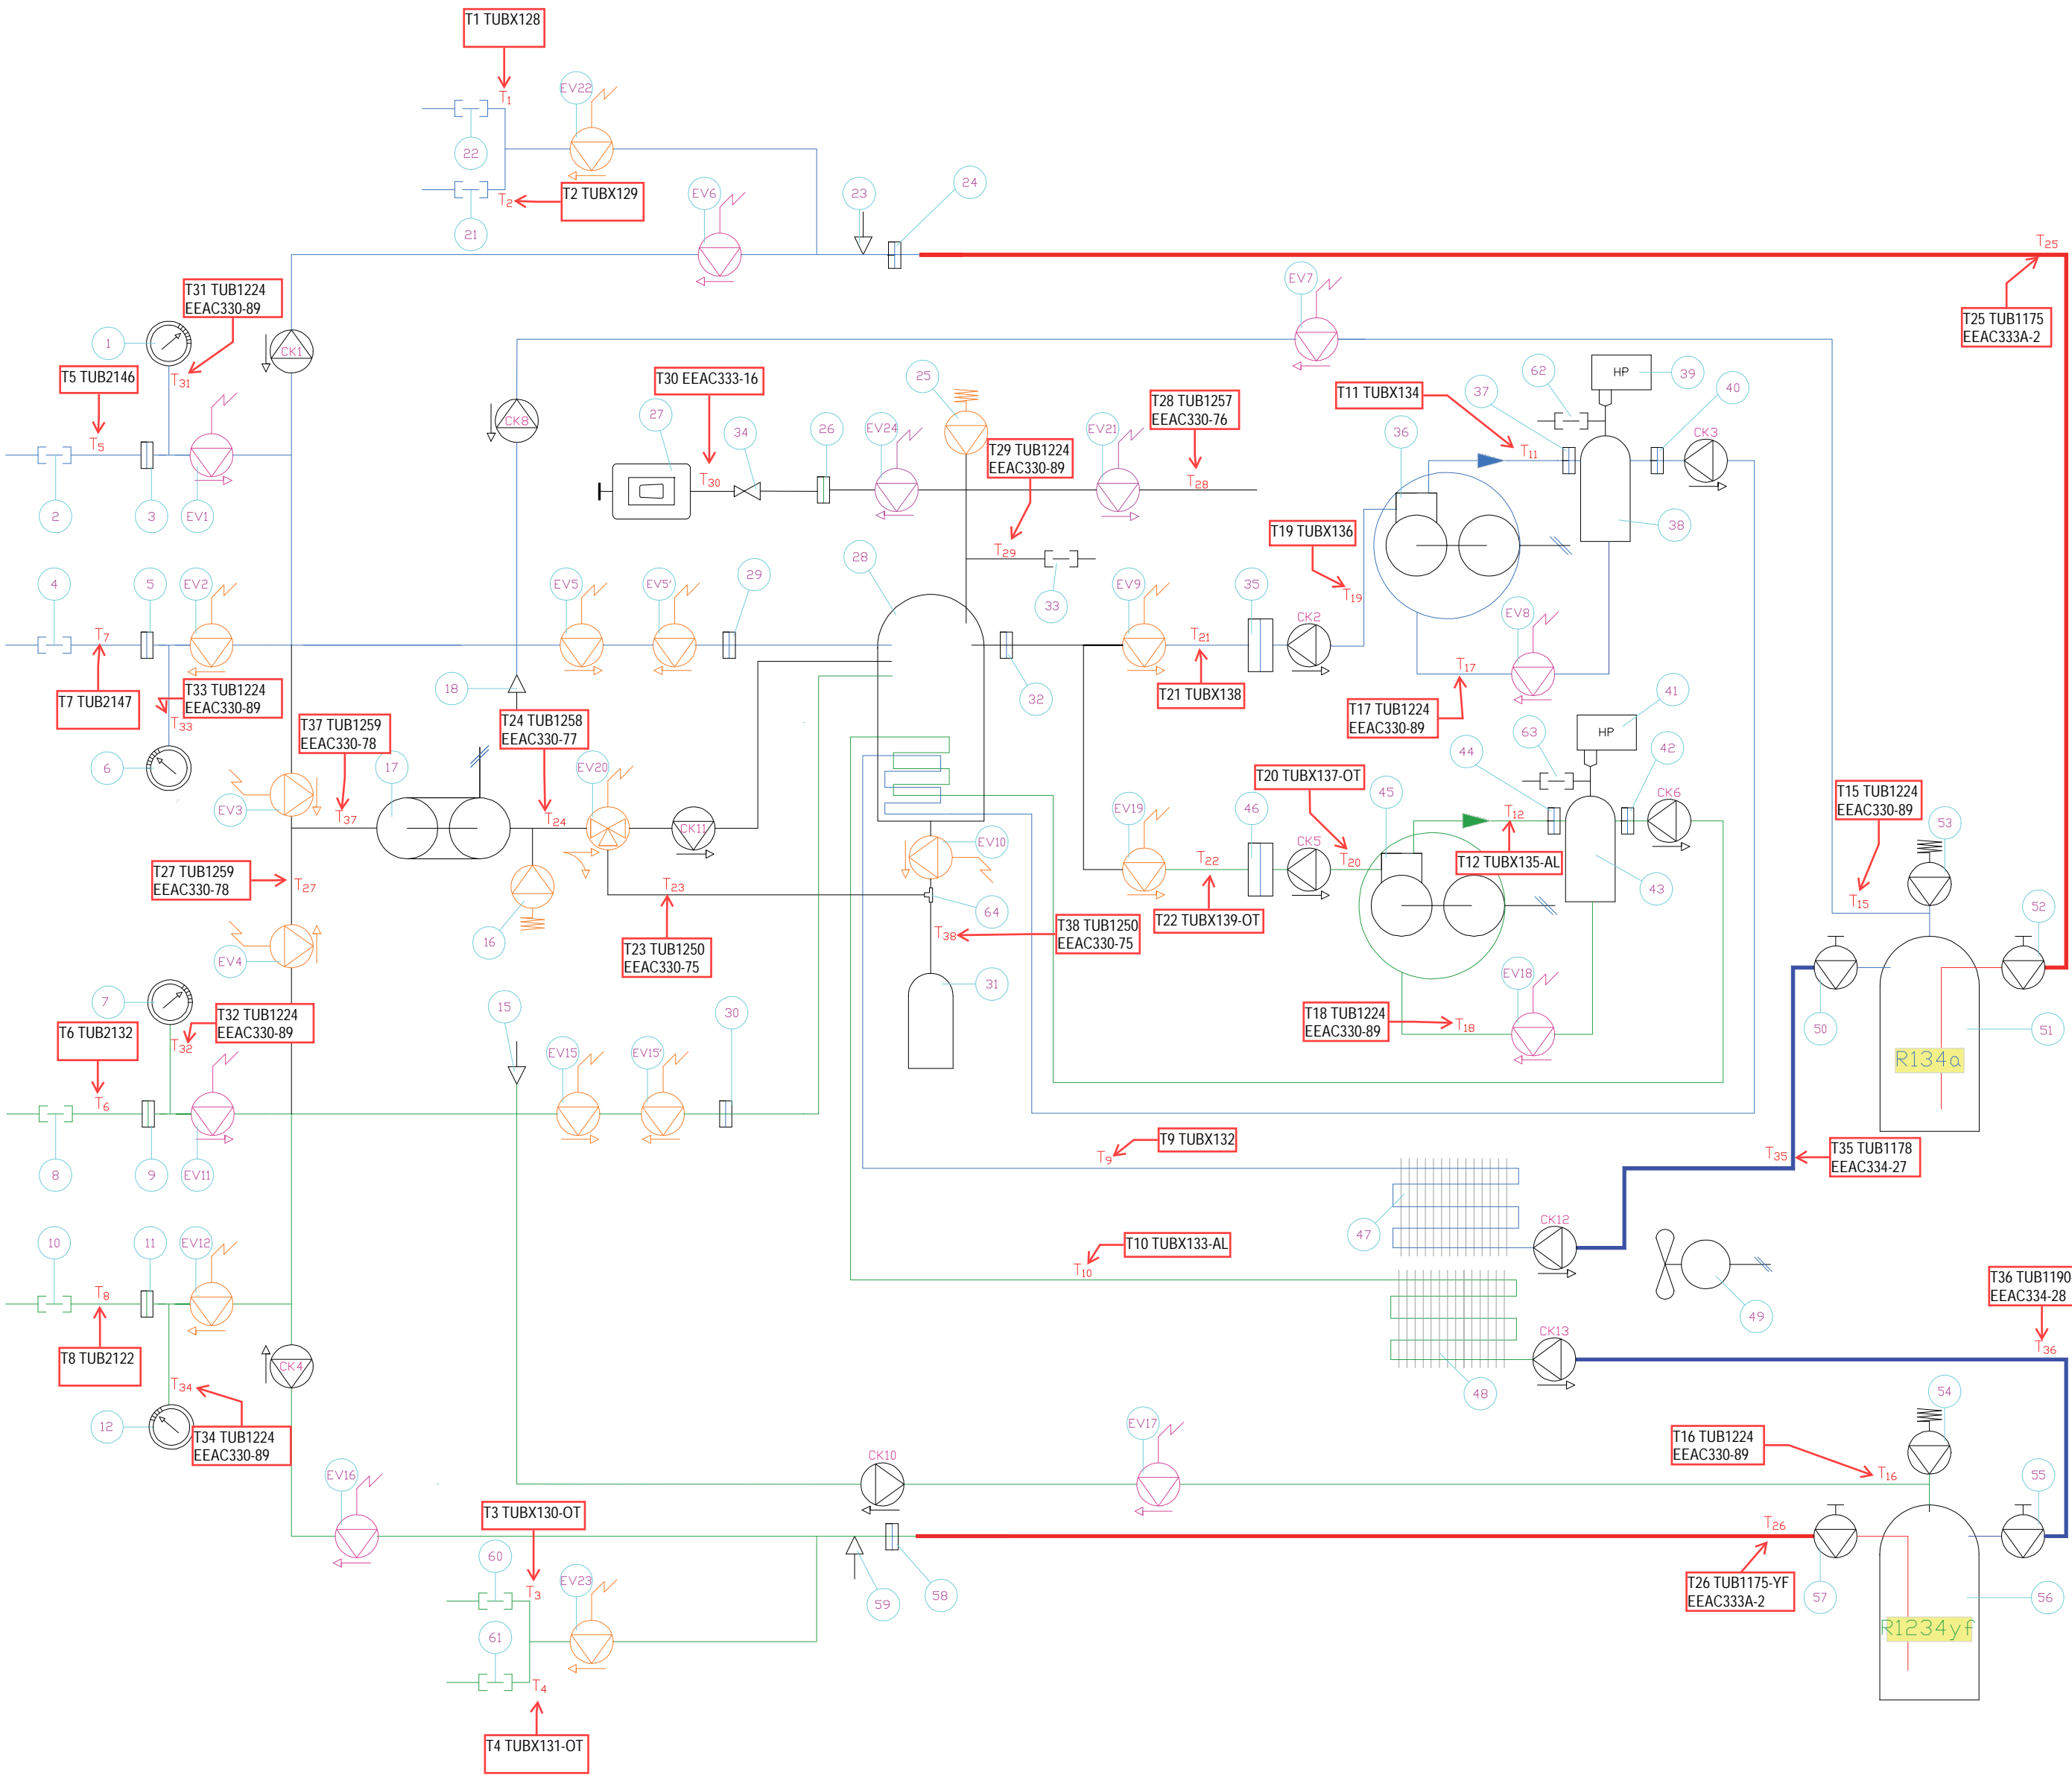 T1 TUBX128
T1
EV22
22
T2
T2 TUBX129
21
EV6
23
24
T25
EV7
T25 TUB1175
EEAC333A-2
T31 TUB1224
EEAC330-89
1
T31
CK1
T5 TUB2146
T5
2
3
EV1
T30 EEAC333-16
27
T30
34
26
EV24
25
CK8
T29 TUB1224
EEAC330-89
T29
33
EV21
T28 TUB1257
EEAC330-76
T28
T11 TUBX134
T11
36
37
62
HP
39
40
CK3
38
T19 TUBX136
T19
4
5
EV2
T7
T7 TUB2147
T33 TUB1224
EEAC330-89
T33
6
EV5
EV5'
29
28
32
EV9
T21
T21 TUBX138
35
CK2
EV8
T17
T17 TUB1224
EEAC330-89
18
T37 TUB1259
EEAC330-78
T37
17
EV3
T24 TUB1258
EEAC330-77
T24
EV20
CK11
16
T23
T23 TUB1250
EEAC330-75
EV10
64
T38
T38 TUB1250
EEAC330-75
31
EV19
T22
T22 TUBX139-OT
46
CK5
T20 TUBX137-OT
T20
45
44
63
HP
41
42
CK6
T12
T12 TUBX135-AL
43
EV18
T18 TUB1224
EEAC330-89
T18
T15 TUB1224
EEAC330-89
T15
53
52
50
51
R134a
T27 TUB1259
EEAC330-78
T27
EV4
7
T32 TUB1224
EEAC330-89
T32
T6 TUB2132
T6
8
9
EV11
15
EV15
EV15'
30
T9
T9 TUBX132
47
CK12
T35
T35 TUB1178
EEAC334-27
10
11
EV12
T8
T8 TUB2122
T34
T34 TUB1224
EEAC330-89
12
CK4
T10
T10 TUBX133-AL
48
CK13
49
T36 TUB1190
EEAC334-28
T36
EV16
CK10
EV17
T16 TUB1224
EEAC330-89
T16
54
55
T3 TUBX130-OT
T3
60
61
EV23
T4
T4 TUBX131-OT
59
58
T26
T26 TUB1175-YF
EEAC333A-2
57
56
R1234yf